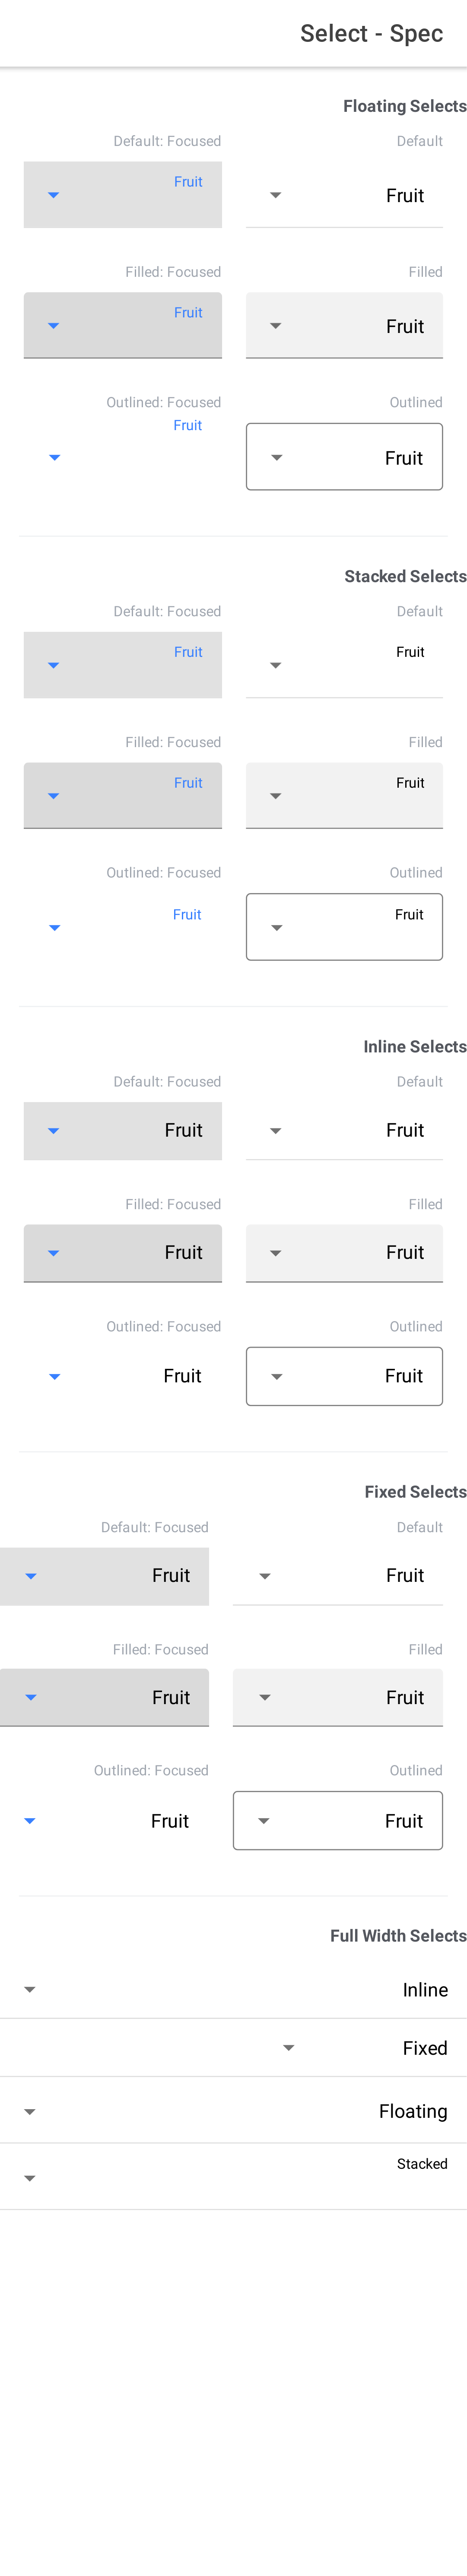 Select - Spec
Floating Selects
Default
Default: Focused
Fruit
Fruit
Filled
Filled: Focused
Fruit
Fruit
Outlined
Outlined: Focused
Fruit
Fruit
Stacked Selects
Default
Default: Focused
Fruit
Fruit
Filled
Filled: Focused
Fruit
Fruit
Outlined
Outlined: Focused
Fruit
Fruit
Inline Selects
Default
Default: Focused
Fruit
Fruit
Filled
Filled: Focused
Fruit
Fruit
Outlined
Outlined: Focused
Fruit
Fruit
Fixed Selects
Default
Default: Focused
Fruit
Fruit
Filled
Filled: Focused
Fruit
Fruit
Outlined
Outlined: Focused
Fruit
Fruit
Full Width Selects
Inline
Fixed
Floating
Stacked